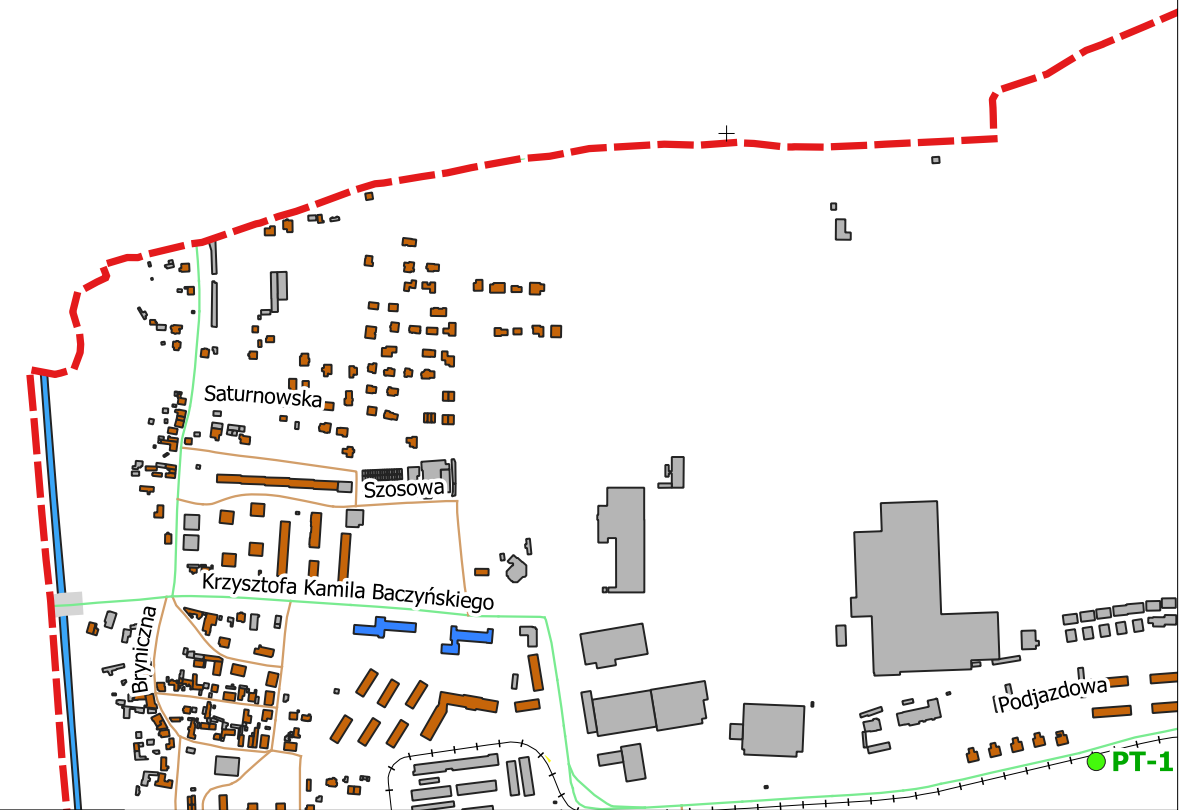 Saturnowska
Szosowa
Krzysztofa Kamila Baczyńskiego
Bryniczna
Podjazdowa
PT-1